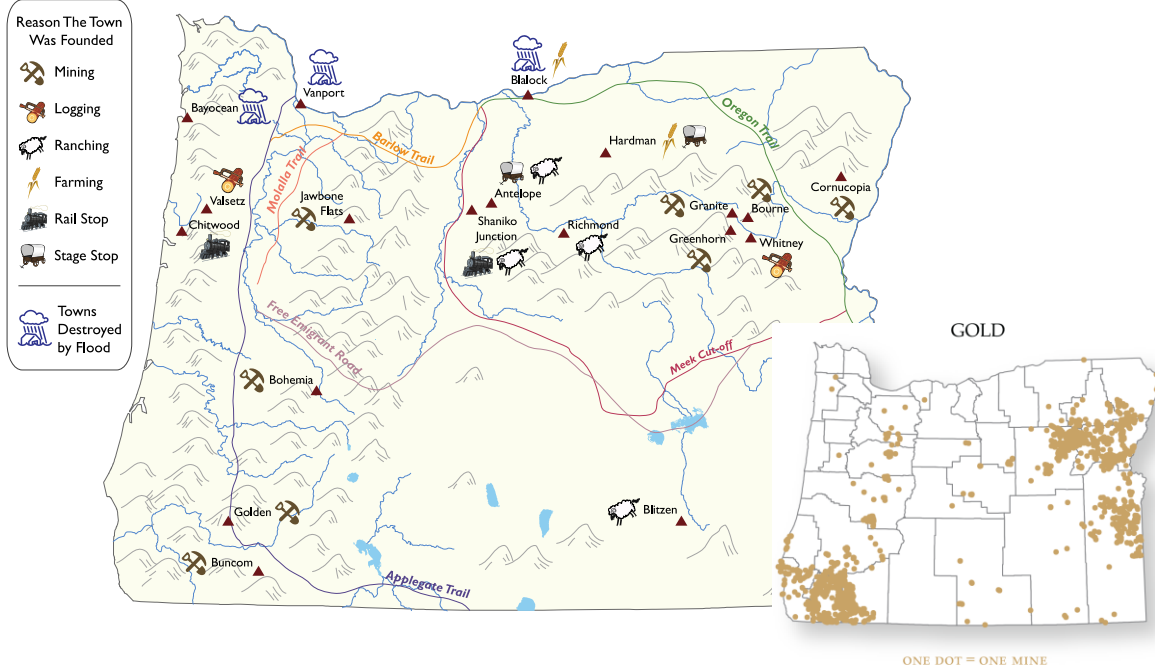 Reason The Town
Was Founded
Mining
Logging
Ranching
Farming
Rail Stop
Stage Stop
Towns
Destroyed
by Flood
Bayocean
Vanport
Blalock
Hardman
Cornucopia
Oregon Trail
Barlow Trail
Molalla Trail
Valsetz
Chitwood
Jawbone
Flats
Antelope
Shaniko
Junction
Richmond
Granite
Bourne
Greenhorn
Whitney
Free Emigrant Road
Meek Cut-off
Bohemia
Golden
Buncom
Blitzen
Applegate Trail
GOLD
ONE DOT = ONE MINE